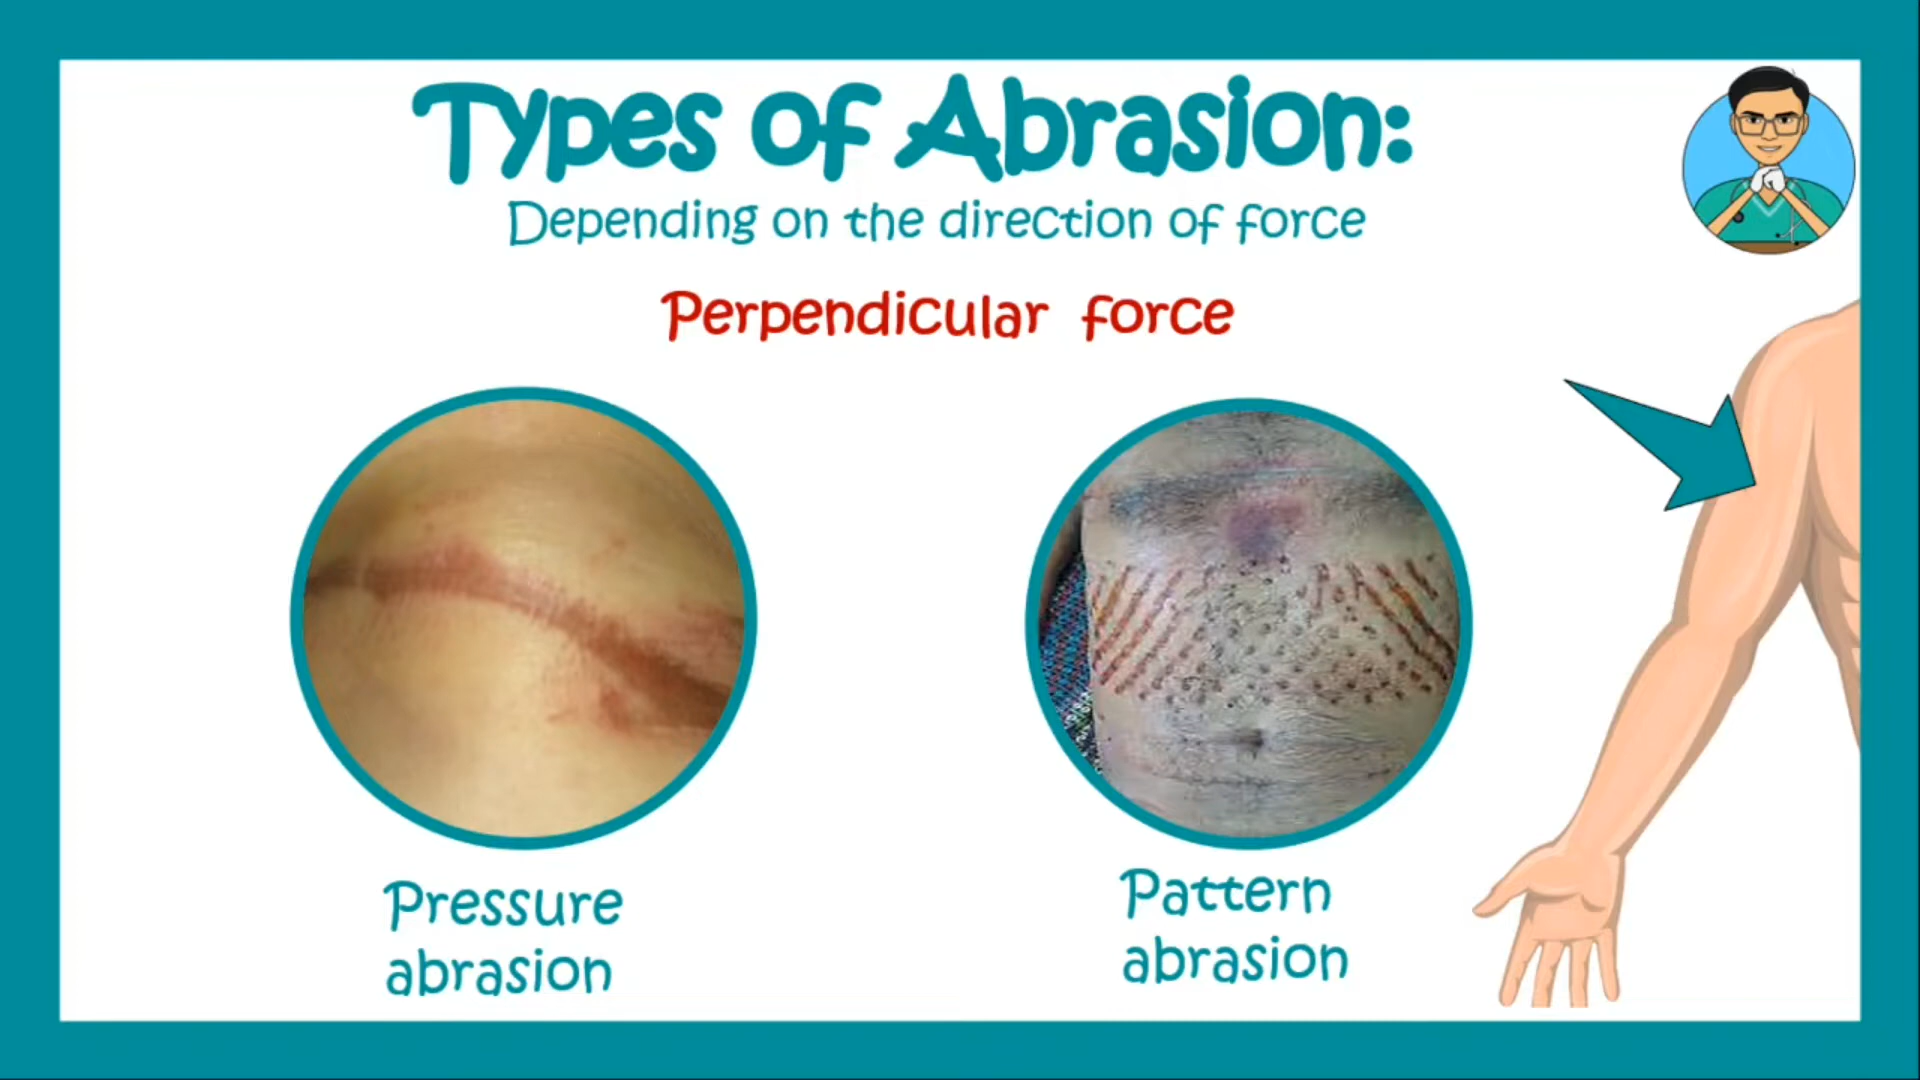 Types of Abrasion:
Depending on the direction of force
Perpendicular force
Pressure
abrasion
Pattern
abrasion